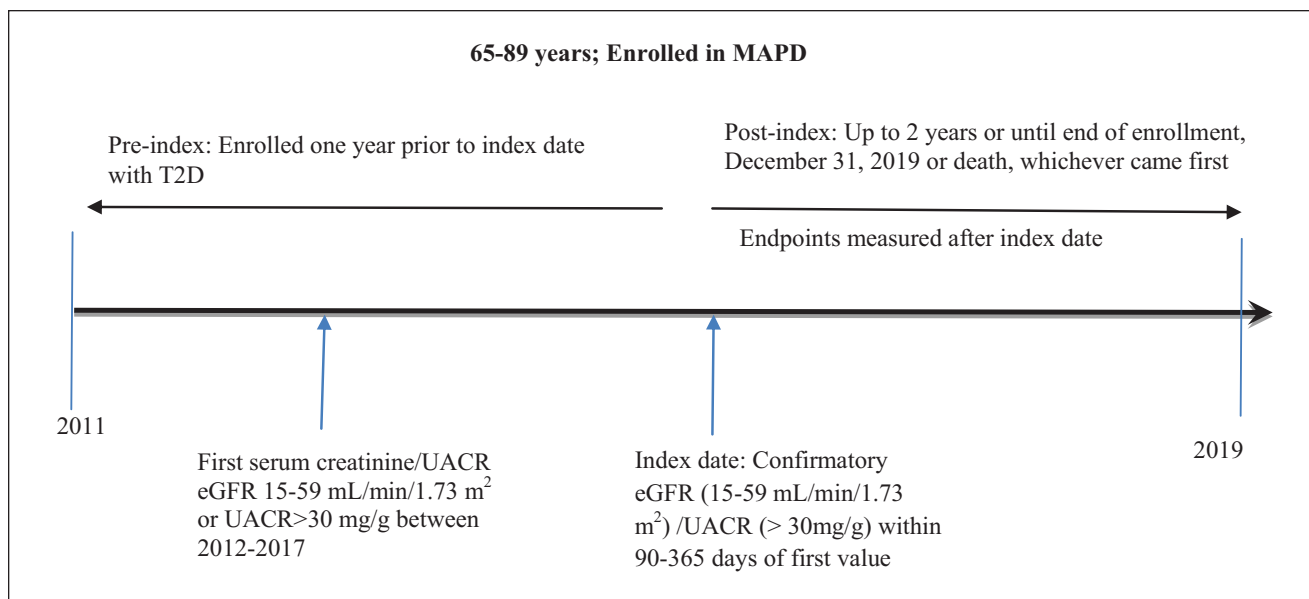 65-89 years; Enrolled in MAPD
Pre-index: Enrolled one year prior to index date
with T2D
Post-index: Up to 2 years or until end of enrollment,
December 31, 2019 or death, whichever came first
Endpoints measured after index date
2011
2019
First serum creatinine/UACR
eGFR 15-59 mL/min/1.73 m²
or UACR>30 mg/g between
2012-2017
Index date: Confirmatory
eGFR (15-59 mL/min/1.73
m²) /UACR (> 30mg/g) within
90-365 days of first value